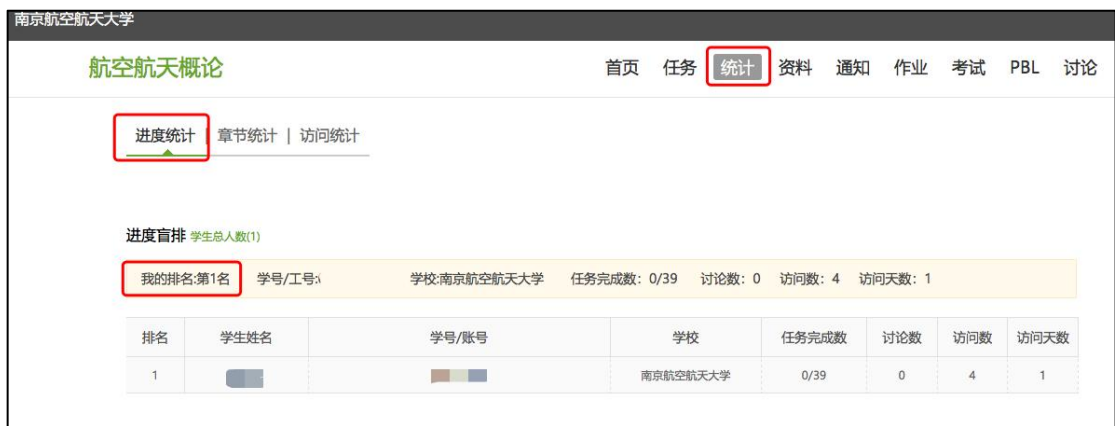 南京航空航天大学
航空航天概论 首页 任务 统计 资料 通知 作业 考试 PBL 讨论
进度统计 | 章节统计 | 访问统计
进度盲排 学生总人数(1)
我的排名:第1名 学号/工号: 学校:南京航空航天大学 任务完成数：0/39 讨论数：0 访问数：4 访问天数：1
排名 学生姓名 学号/账号 学校 任务完成数 讨论数 访问数 访问天数
1 南京航空航天大学 0/39 0 4 1